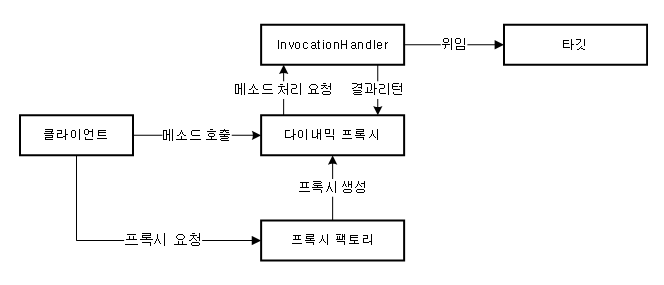 InvocationHandler
위임
타깃
메소드 처리 요청
결과리턴
클라이언트
메소드 호출
다이내믹 프록시
프록시 생성
프록시 요청
프록시 팩토리